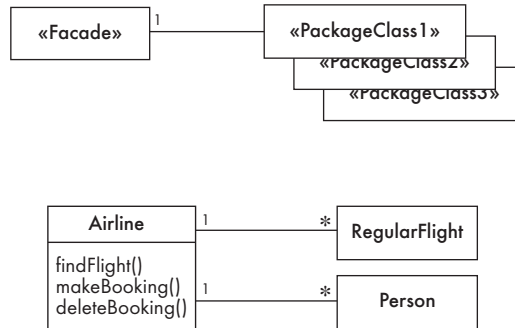 «Facade»
1
«PackageClass1»
«PackageClass2»
«PackageClass3»
Airline
findFlight()
makeBooking()
deleteBooking()
1
*
RegularFlight
1
*
Person